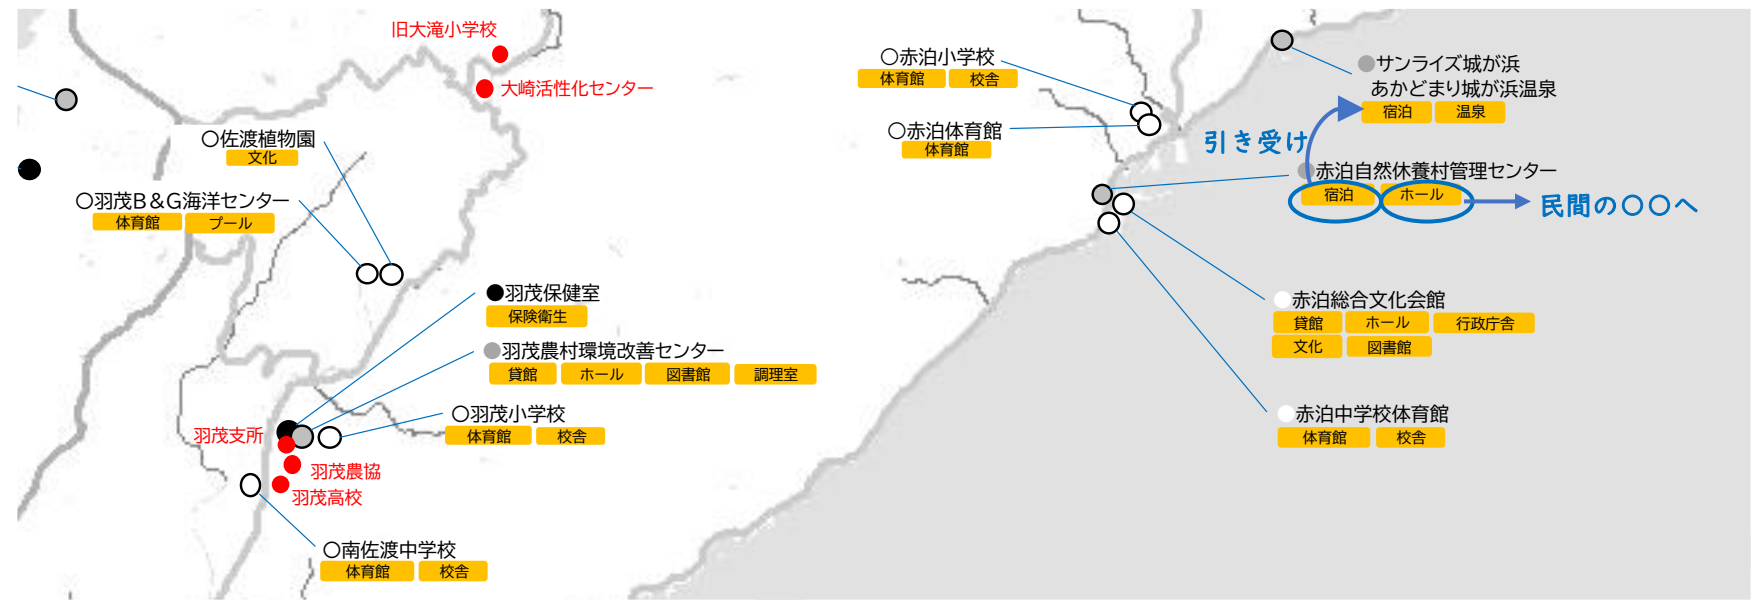 旧大滝小学校
大崎活性化センター
〇佐渡植物園
文化
〇羽茂B＆G海洋センター
体育館 プール
●羽茂保健室
保険衛生
●羽茂農村環境改善センター
貸館 ホール 図書館 調理室
〇羽茂小学校
体育館 校舎
羽茂支所
羽茂農協
羽茂高校
〇南佐渡中学校
体育館 校舎
〇赤泊小学校
体育館 校舎
〇赤泊体育館
体育館
●サンライズ城が浜
あかどまり城が浜温泉
宿泊 温泉
引き受け
●赤泊自然休養村管理センター
宿泊 ホール
民間の〇〇へ
●赤泊総合文化会館
貸館 ホール 行政庁舎
文化 図書館
●赤泊中学校体育館
体育館 校舎